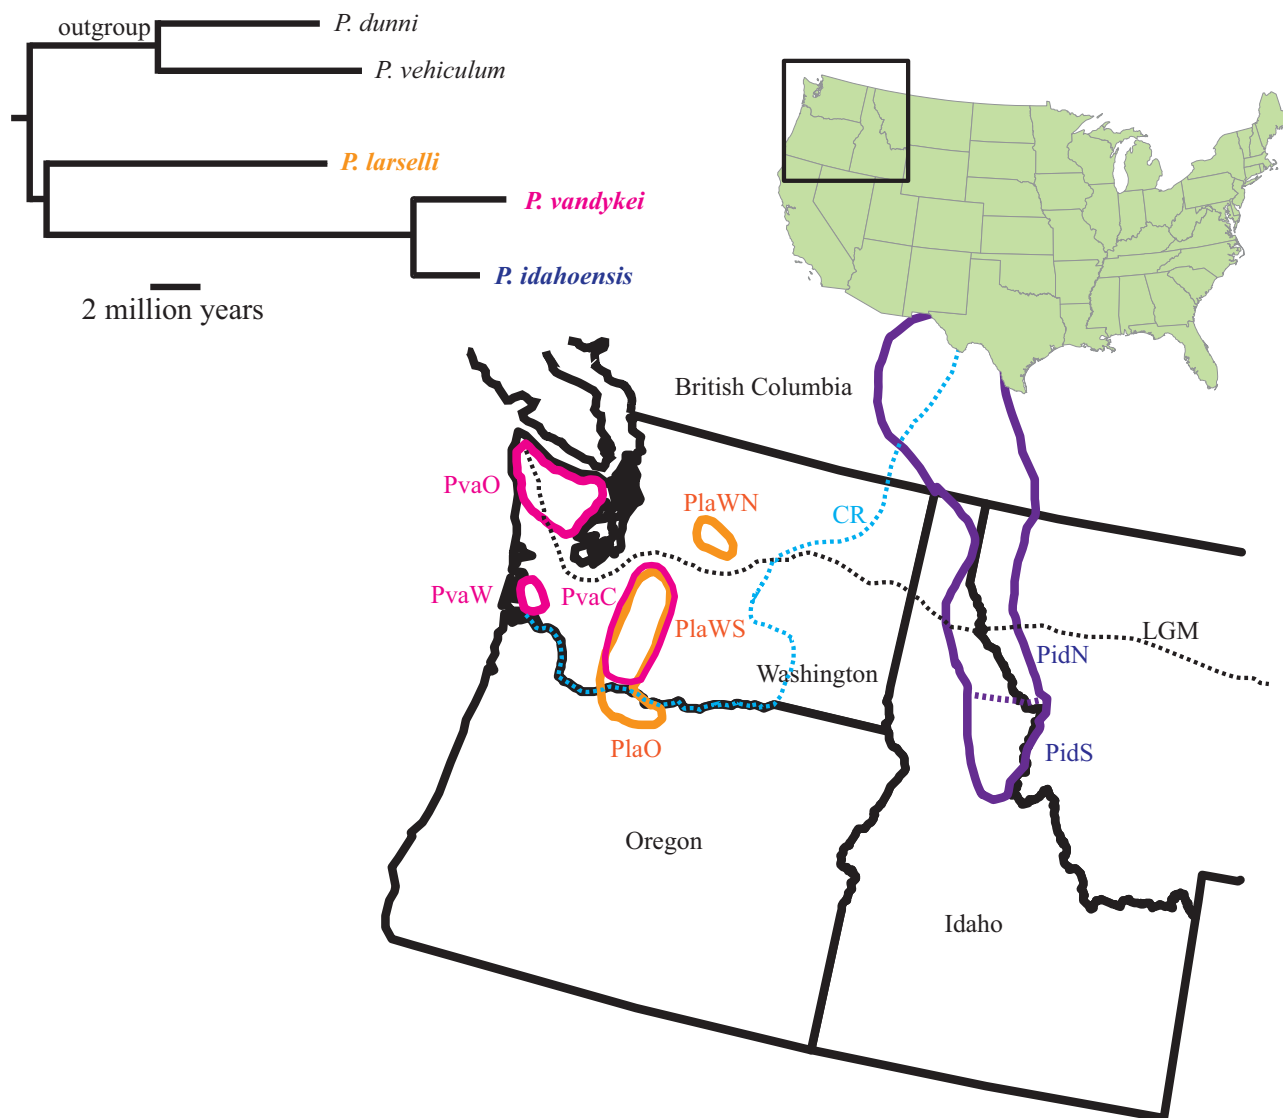 outgroup
P. dunni
P. vehiculum
P. larselli
P. vandykei
P. idahoensis
2 million years
British Columbia
PvaO
PlaWN
CR
PvaW
PvaC
PlaWS
LGM
PidN
Washington
PlaO
PidS
Oregon
Idaho